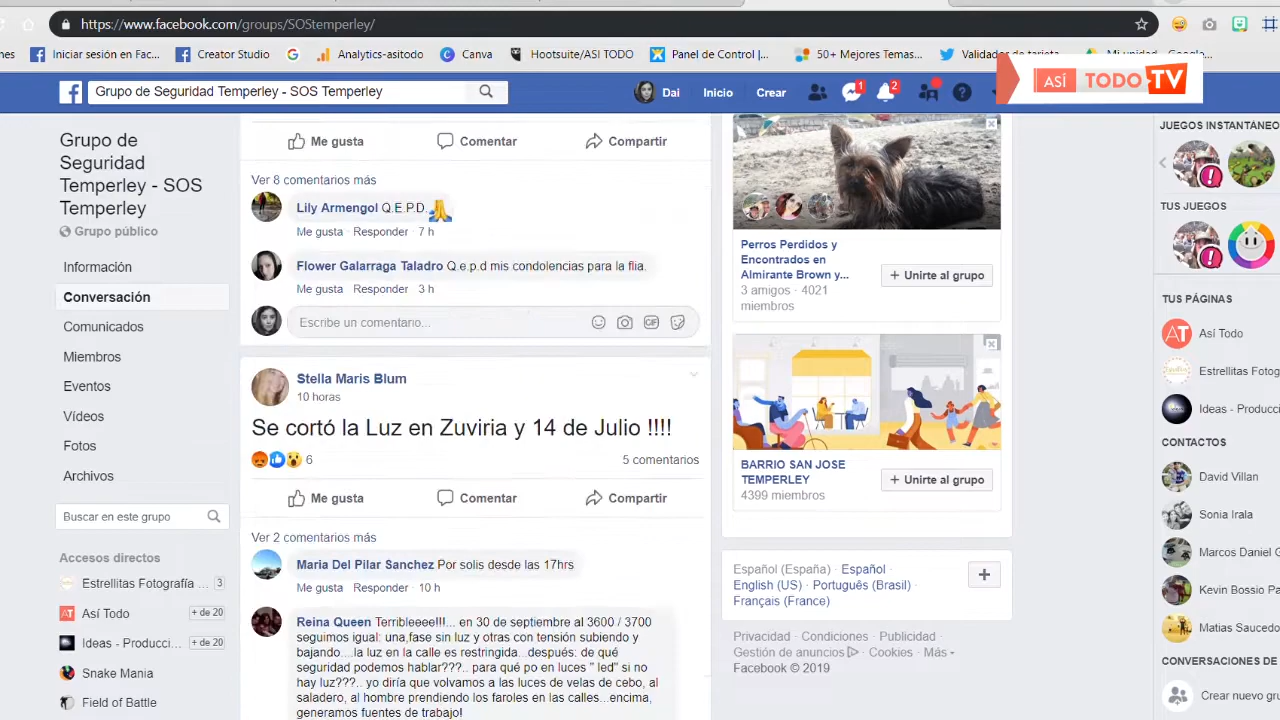 https://www.facebook.com/groups/SOStemperley/
nes
Iniciar sesión en Fac...
Creator Studio
Analytics-asitodo
Canva
Hootsuite/ASI TODO
Panel de Control |...
50+ Mejores Temas...
Validador de tarjeta
Mi unidad - Goog...
ASÍ TODO TV
Grupo de Seguridad Temperley - SOS Temperley
Dai
Inicio
Crear
1
2
Grupo de
Seguridad
Temperley - SOS
Temperley
Grupo público
Información
Conversación
Comunicados
Miembros
Eventos
Vídeos
Fotos
Archivos
Buscar en este grupo
Accesos directos
Estrellitas Fotografía ... 3
Así Todo + de 20
Ideas - Producci... + de 20
Snake Mania
Field of Battle
Me gusta Comentar Compartir
Ver 8 comentarios más
Lily Armengol Q.E.P.D.
Me gusta Responder · 7 h
Flower Galarraga Taladro Q.e.p.d mis condolencias para la flia.
Me gusta Responder · 3 h
Escribe un comentario...
GIF
Stella Maris Blum
10 horas
Se cortó la Luz en Zuviria y 14 de Julio !!!!
6
5 comentarios
Me gusta Comentar Compartir
Ver 2 comentarios más
Maria Del Pilar Sanchez Por solis desde las 17hrs
Me gusta Responder · 10 h
Reina Queen Terribleeee!!!... en 30 de septiembre al 3600 / 3700
seguimos igual: una,fase sin luz y,otras con tensión subiendo y
bajando....la luz en la calle es restringida...después: de qué
seguridad podemos hablar???.. para qué po en luces " led" si no
hay luz???.. yo diría que volvamos a las luces de velas de cebo, al
saladero, al hombre prendiendo los faroles en las calles...encima,
generamos fuentes de trabajo!
Perros Perdidos y
Encontrados en
Almirante Brown y...
3 amigos · 4021
miembros
+ Unirte al grupo
BARRIO SAN JOSE
TEMPERLEY
4399 miembros
+ Unirte al grupo
Español (España) · Español ·
English (US) · Português (Brasil) ·
Français (France)
Privacidad · Condiciones · Publicidad ·
Gestión de anuncios · Cookies · Más
Facebook © 2019
JUEGOS INSTANTÁNEO
TUS JUEGOS
TUS PÁGINAS
AT Así Todo
Estrellitas Fotog
Ideas - Producci
CONTACTOS
David Villan
Sonia Irala
Marcos Daniel G
Kevin Bossio Pa
Matias Saucedo
CONVERSACIONES DE
Crear nuevo gru